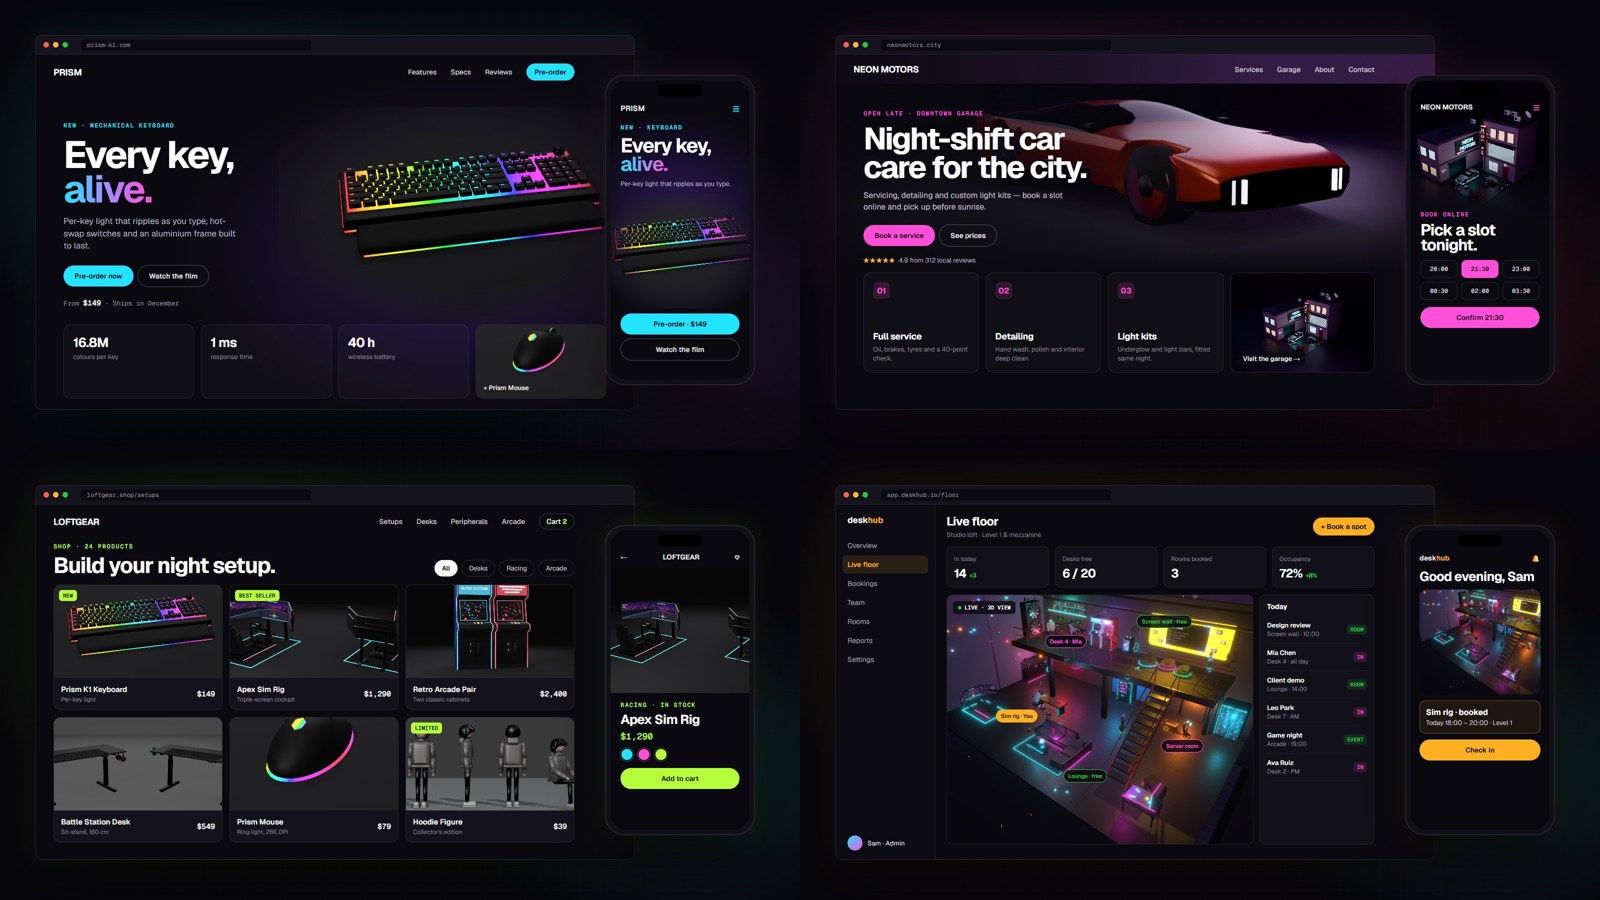 prism-k1.com
PRISM
Features Specs Reviews Pre-order
NEW · MECHANICAL KEYBOARD
Every key,
alive.
Per-key light that ripples as you type, hot-
swap switches and an aluminium frame built
to last.
Pre-order now Watch the film
From $149 · Ships in December
16.8M
colours per key
1 ms
response time
40 h
wireless battery
+ Prism Mouse
PRISM
NEW · KEYBOARD
Every key,
alive.
Per-key light that ripples as you type.
Pre-order · $149
Watch the film
neonmotors.city
NEON MOTORS
Services Garage About Contact
OPEN LATE · DOWNTOWN GARAGE
Night-shift car
care for the city.
Servicing, detailing and custom light kits — book a slot
online and pick up before sunrise.
Book a service See prices
★★★★★ 4.9 from 312 local reviews
01
Full service
Oil, brakes, tyres and a 40-point
check.
02
Detailing
Hand wash, polish and interior
deep clean.
03
Light kits
Underglow and light bars, fitted
same night.
Visit the garage →
NEON MOTORS
NEON
MOTORS
BOOK ONLINE
Pick a slot
tonight.
20:00 21:30 23:00
00:30 02:00 03:30
Confirm 21:30
loftgear.shop/setups
LOFTGEAR
Setups Desks Peripherals Arcade Cart 2
SHOP · 24 PRODUCTS
Build your night setup.
All Desks Racing Arcade
NEW
Prism K1 Keyboard
Per-key light
$149
BEST SELLER
Apex Sim Rig
Triple-screen cockpit
$1,290
Retro Arcade Pair
Two classic cabinets
$2,400
Battle Station Desk
Sit-stand, 160 cm
$549
Prism Mouse
Ring light, 26K DPI
$79
LIMITED
Hoodie Figure
Collector's edition
$39
← LOFTGEAR
RACING · IN STOCK
Apex Sim Rig
$1,290
Add to cart
app.deskhub.io/floor
deskhub
Overview
Live floor
Bookings
Team
Rooms
Reports
Settings
Sam · Admin
Live floor
Studio loft · Level 1 & mezzanine
+ Book a spot
In today
14 +3
Desks free
6 / 20
Rooms booked
3
Occupancy
72% +8%
LIVE · 3D VIEW
Screen wall · free
Desk 4 · Mia
Sim rig · You
Server room
Lounge · free
Today
Design review
Screen wall · 10:00
ROOM
Mia Chen
Desk 4 · all day
IN
Client demo
Lounge · 14:00
ROOM
Leo Park
Desk 7 · AM
IN
Game night
Arcade · 19:00
EVENT
Ava Ruiz
Desk 2 · PM
IN
deskhub
Good evening, Sam
Sim rig · booked
Today 18:00 – 20:00 · Level 1
Check in